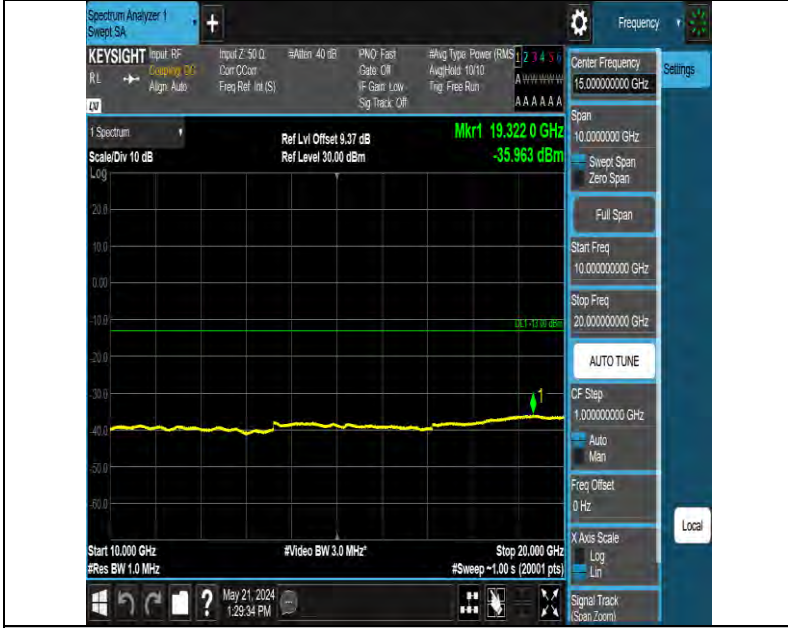 Spectrum Analyzer 1
Swept SA
+
Frequency
KEYSIGHT
RL
LXI
Input: RF
Coupling: DC
Align: Auto
Input Z: 50 Ω
Corr CCorr
Freq Ref: Int (S)
#Atten: 40 dB
PNO: Fast
Gate: Off
IF Gain: Low
Sig Track: Off
#Avg Type: Power (RMS
Avg|Hold: 10/10
Trig: Free Run
1 2 3 4 5 6
A W W W W W
A A A A A A
1 Spectrum
Scale/Div 10 dB
Ref Lvl Offset 9.37 dB
Ref Level 30.00 dBm
Mkr1 19.322 0 GHz
-35.963 dBm
Log
20.0
10.0
0.00
-10.0
DL1 -13.00 dBm
-20.0
-30.0
1
-40.0
-50.0
-60.0
Start 10.000 GHz
#Res BW 1.0 MHz
#Video BW 3.0 MHz*
Stop 20.000 GHz
#Sweep ~1.00 s (20001 pts)
?
May 21, 2024
1:29:34 PM
Center Frequency
15.000000000 GHz
Settings
Span
10.0000000 GHz
Swept Span
Zero Span
Full Span
Start Freq
10.000000000 GHz
Stop Freq
20.000000000 GHz
AUTO TUNE
CF Step
1.000000000 GHz
Auto
Man
Freq Offset
0 Hz
X Axis Scale
Log
Lin
Local
Signal Track
(Span Zoom)